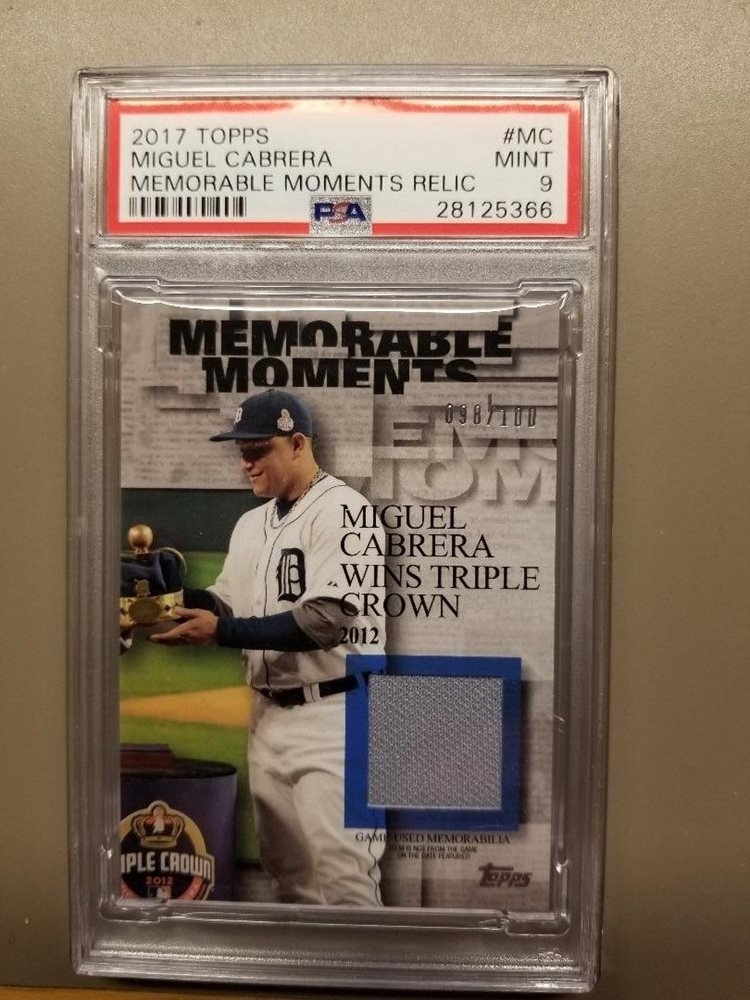 2017 TOPPS #MC
MIGUEL CABRERA MINT
MEMORABLE MOMENTS RELIC 9
PSA 28125366
MEMORABLE
MOMENTS
098/100
EM
MOM
MIGUEL
CABRERA
WINS TRIPLE
CROWN
2012
D
IPLE CROWN
2012
GAME-USED MEMORABILIA
ITEM IS NOT FROM THE GAME
ON THE DATE FEATURED
Topps